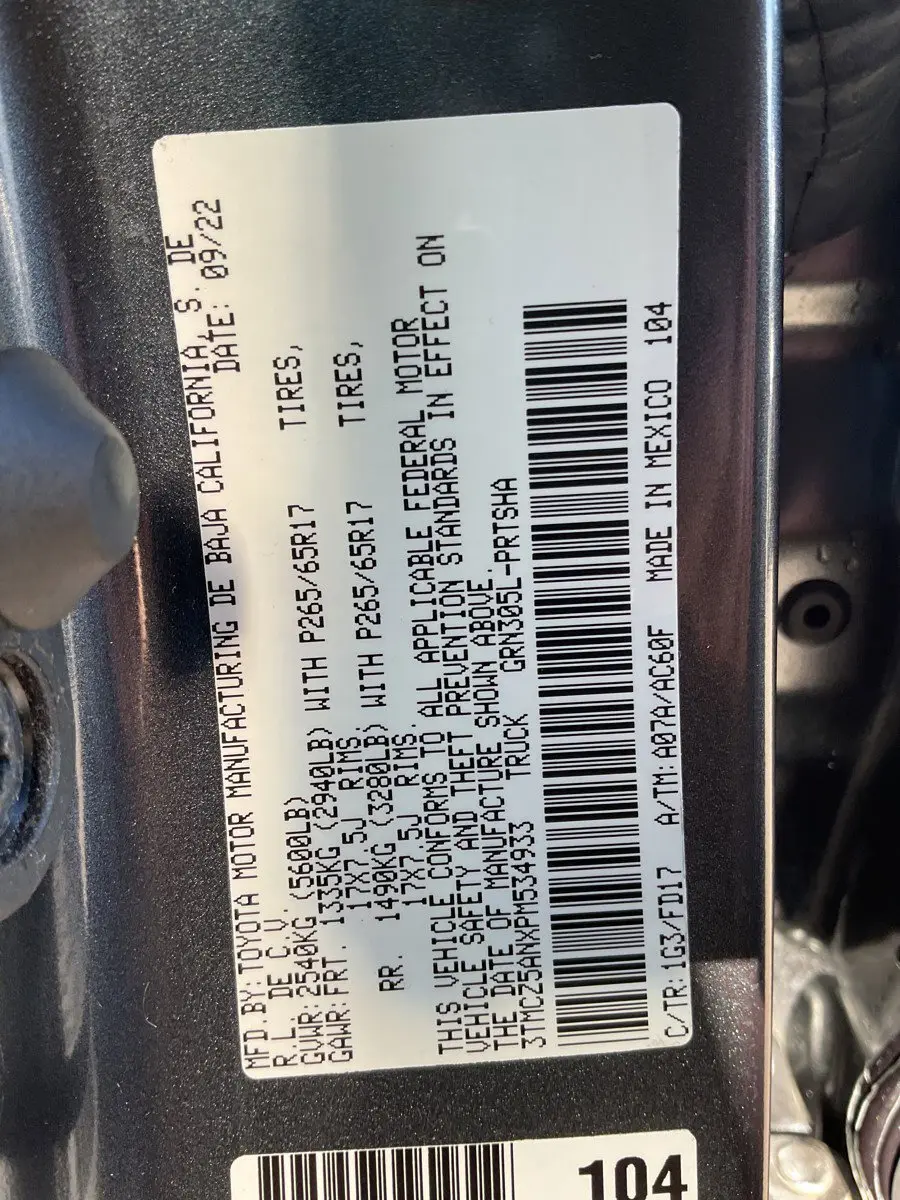 MFD BY:TOYOTA MOTOR MANUFACTURING DE BAJA CALIFORNIA, S. DE
R.L. DE C.V. DATE: 09/22
GVWR:2540KG (5600LB)
GAWR:FRT. 1335KG (2940LB) WITH P265/65R17 TIRES,
17X7.5J RIMS,
RR. 1490KG (3280LB) WITH P265/65R17 TIRES,
17X7.5J RIMS.
THIS VEHICLE CONFORMS TO ALL APPLICABLE FEDERAL MOTOR
VEHICLE SAFETY AND THEFT PREVENTION STANDARDS IN EFFECT ON
THE DATE OF MANUFACTURE SHOWN ABOVE.
3TMCZ5ANXPM534933 TRUCK GRN305L-PRTSHA
C/TR:1G3/FD17 A/TM:A07A/AC60F MADE IN MEXICO 104
104